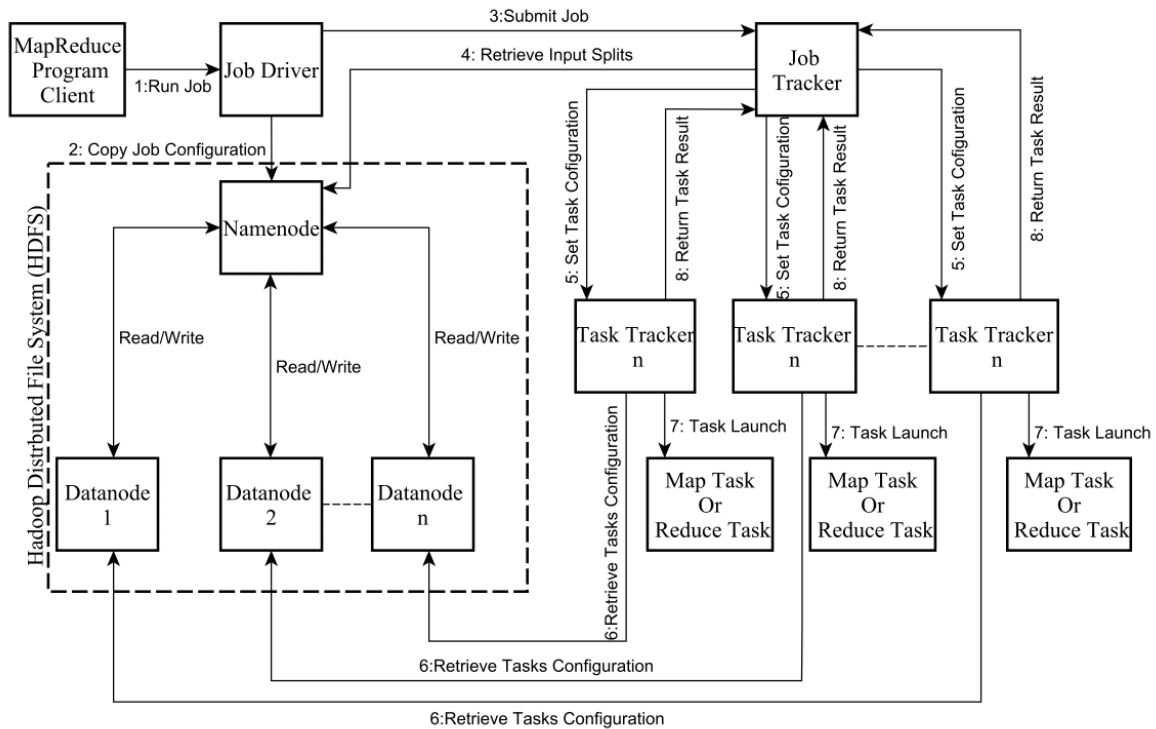 3:Submit Job
MapReduce
Program
Client
1:Run Job
Job Driver
4: Retrieve Input Splits
Job
Tracker
2: Copy Job Configuration
5: Set Task Cofiguration
8: Return Task Result
5: Set Task Cofiguration
8: Return Task Result
5: Set Task Cofiguration
8: Return Task Result
Hadoop Distrbuted File System (HDFS)
Namenode
Read/Write
Read/Write
Read/Write
Task Tracker
n
Task Tracker
n
Task Tracker
n
7: Task Launch
7: Task Launch
7: Task Launch
Datanode
1
Datanode
2
Datanode
n
6:Retrieve Tasks Configuration
Map Task
Or
Reduce Task
Map Task
Or
Reduce Task
Map Task
Or
Reduce Task
6:Retrieve Tasks Configuration
6:Retrieve Tasks Configuration